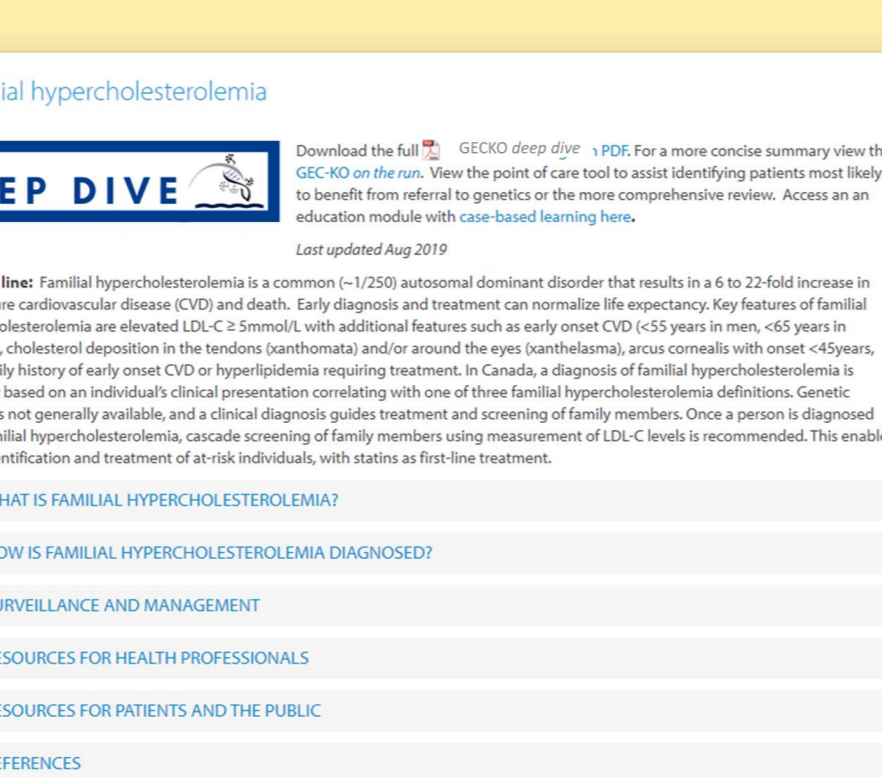 ial hypercholesterolemia
EP DIVE
Download the full GECKO deep dive PDF. For a more concise summary view th
GEC-KO on the run. View the point of care tool to assist identifying patients most likely
to benefit from referral to genetics or the more comprehensive review. Access an an
education module with case-based learning here.
Last updated Aug 2019
line: Familial hypercholesterolemia is a common (~1/250) autosomal dominant disorder that results in a 6 to 22-fold increase in
re cardiovascular disease (CVD) and death. Early diagnosis and treatment can normalize life expectancy. Key features of familial
olesterolemia are elevated LDL-C ≥ 5mmol/L with additional features such as early onset CVD (<55 years in men, <65 years in
, cholesterol deposition in the tendons (xanthomata) and/or around the eyes (xanthelasma), arcus cornealis with onset <45years,
ily history of early onset CVD or hyperlipidemia requiring treatment. In Canada, a diagnosis of familial hypercholesterolemia is
based on an individual's clinical presentation correlating with one of three familial hypercholesterolemia definitions. Genetic
s not generally available, and a clinical diagnosis guides treatment and screening of family members. Once a person is diagnosed
ilial hypercholesterolemia, cascade screening of family members using measurement of LDL-C levels is recommended. This enable
entification and treatment of at-risk individuals, with statins as first-line treatment.
HAT IS FAMILIAL HYPERCHOLESTEROLEMIA?
OW IS FAMILIAL HYPERCHOLESTEROLEMIA DIAGNOSED?
URVEILLANCE AND MANAGEMENT
ESOURCES FOR HEALTH PROFESSIONALS
ESOURCES FOR PATIENTS AND THE PUBLIC
EFERENCES